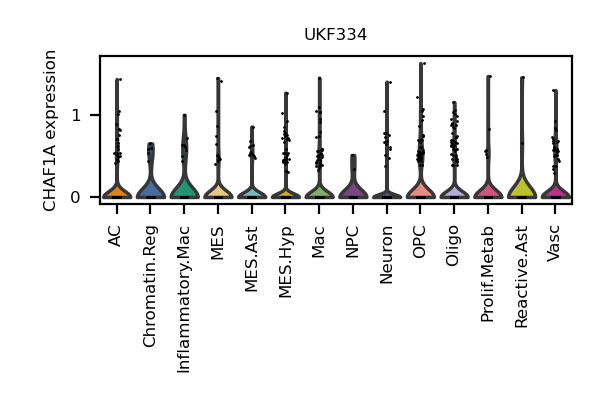 UKF334
CHAF1A expression
1
0
AC
Chromatin.Reg
Inflammatory.Mac
MES
MES.Ast
MES.Hyp
Mac
NPC
Neuron
OPC
Oligo
Prolif.Metab
Reactive.Ast
Vasc